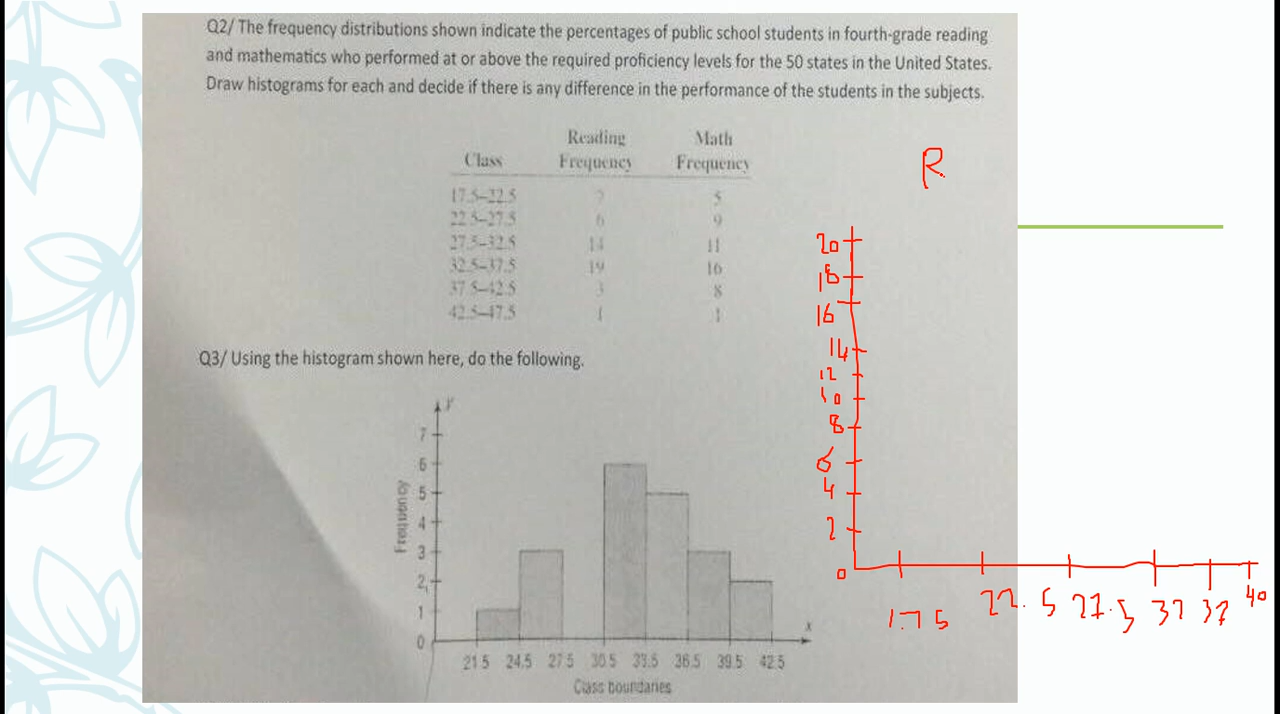 Q2/ The frequency distributions shown indicate the percentages of public school students in fourth-grade reading
and mathematics who performed at or above the required proficiency levels for the 50 states in the United States.
Draw histograms for each and decide if there is any difference in the performance of the students in the subjects.
Reading Math
Class Frequency Frequency
17.5–22.5 5
22.5–27.5 6 9
27.5–32.5 11
32.5–37.5 19 16
37.5–42.5 3 8
42.5–47.5 1 1
Q3/ Using the histogram shown here, do the following.
y
7
6
5
4
3
2
1
0
Frequency
x
21.5 24.5 27.5 30.5 33.5 36.5 39.5 42.5
Class boundaries
R
20
18
16
14
12
10
8
6
4
2
0
1.75 22.5 27.5 37 37 40